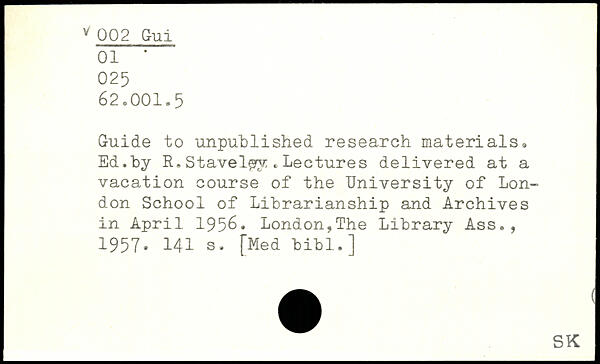 v 002 Gui
01
025
62.001.5
Guide to unpublished research materials.
Ed.by R.Staveley.Lectures delivered at a
vacation course of the University of Lon-
don School of Librarianship and Archives
in April 1956. London,The Library Ass.,
1957. 141 s. [Med bibl.]
SK